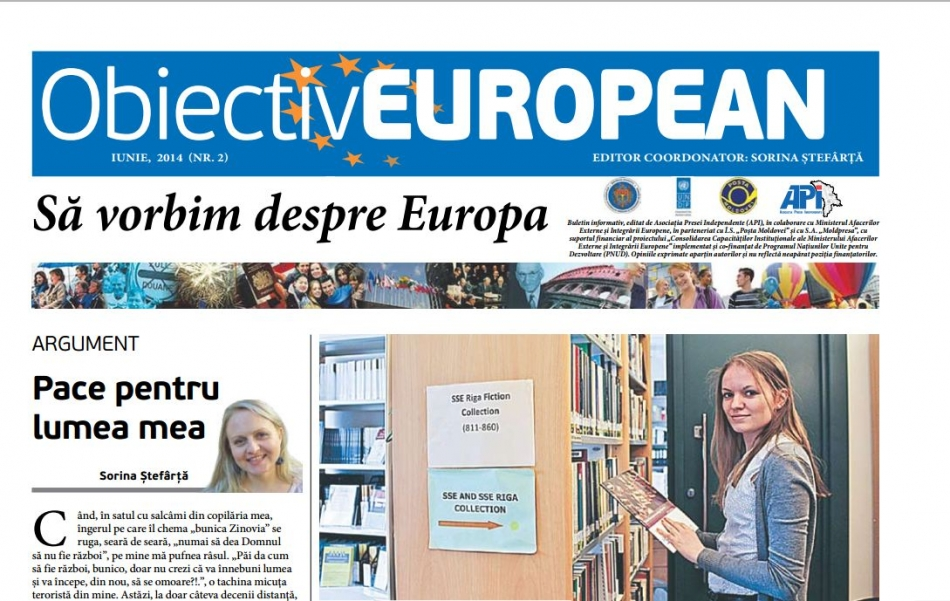 ObiectivEUROPEAN
IUNIE, 2014 (NR. 2)
EDITOR COORDONATOR: SORINA ȘTEFÂRȚĂ
Să vorbim despre Europa
POȘTA
MOLDOVEI
API
Buletin informativ, editat de Asociația Presei Independente (API), în colaborare cu Ministerul Afacerilor
Externe și Integrării Europene, în parteneriat cu Î.S. „Poșta Moldovei” și cu S.A. „Moldpresa”, cu
suportul financiar al proiectului „Consolidarea Capacităților Instituționale ale Ministerului Afacerilor
Externe și Integrării Europene” implementat și co-finanțat de Programul Națiunilor Unite pentru
Dezvoltare (PNUD). Opiniile exprimate aparțin autorilor și nu reflectă neapărat poziția finanțatorilor.
DOUANE
ARGUMENT
Pace pentru
lumea mea
Sorina Ștefârță
Când, în satul cu salcâmi din copilăria mea,
îngerul pe care îl chema „bunica Zinovia” se
ruga, seară de seară, „numai să dea Domnul
să nu fie război”, pe mine mă pufnea râsul. „Păi da cum
să fie război, bunico, doar nu crezi că va înnebuni lumea
și va începe, din nou, să se omoare?!.”, o tachina micuța
teroristă din mine. Astăzi, la doar câteva decenii distanță,
SSE Riga Fiction
Collection
(811-860)
SSE AND SSE RIGA
COLLECTION